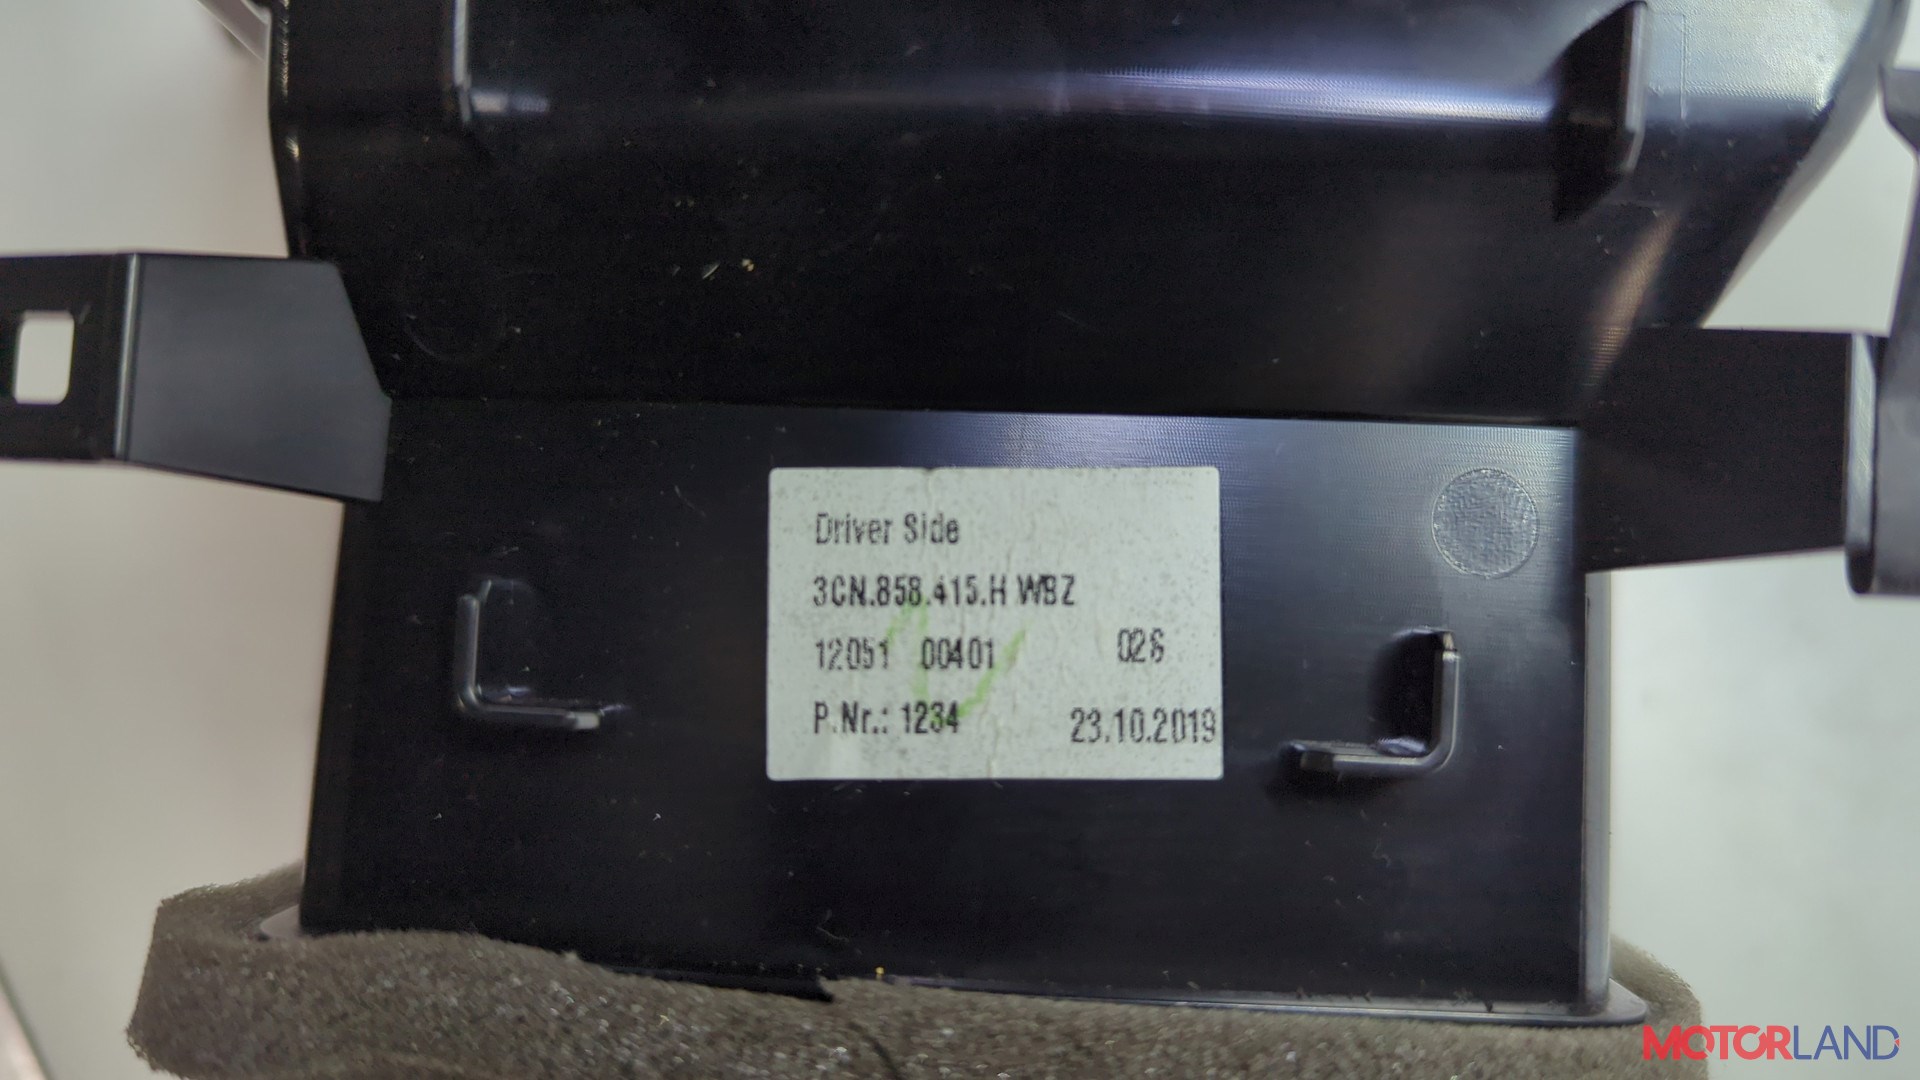 Driver Side
3CN.858.415.H WBZ
12051 00401 026
P.Nr.: 1234 23.10.2019
MOTORLAND